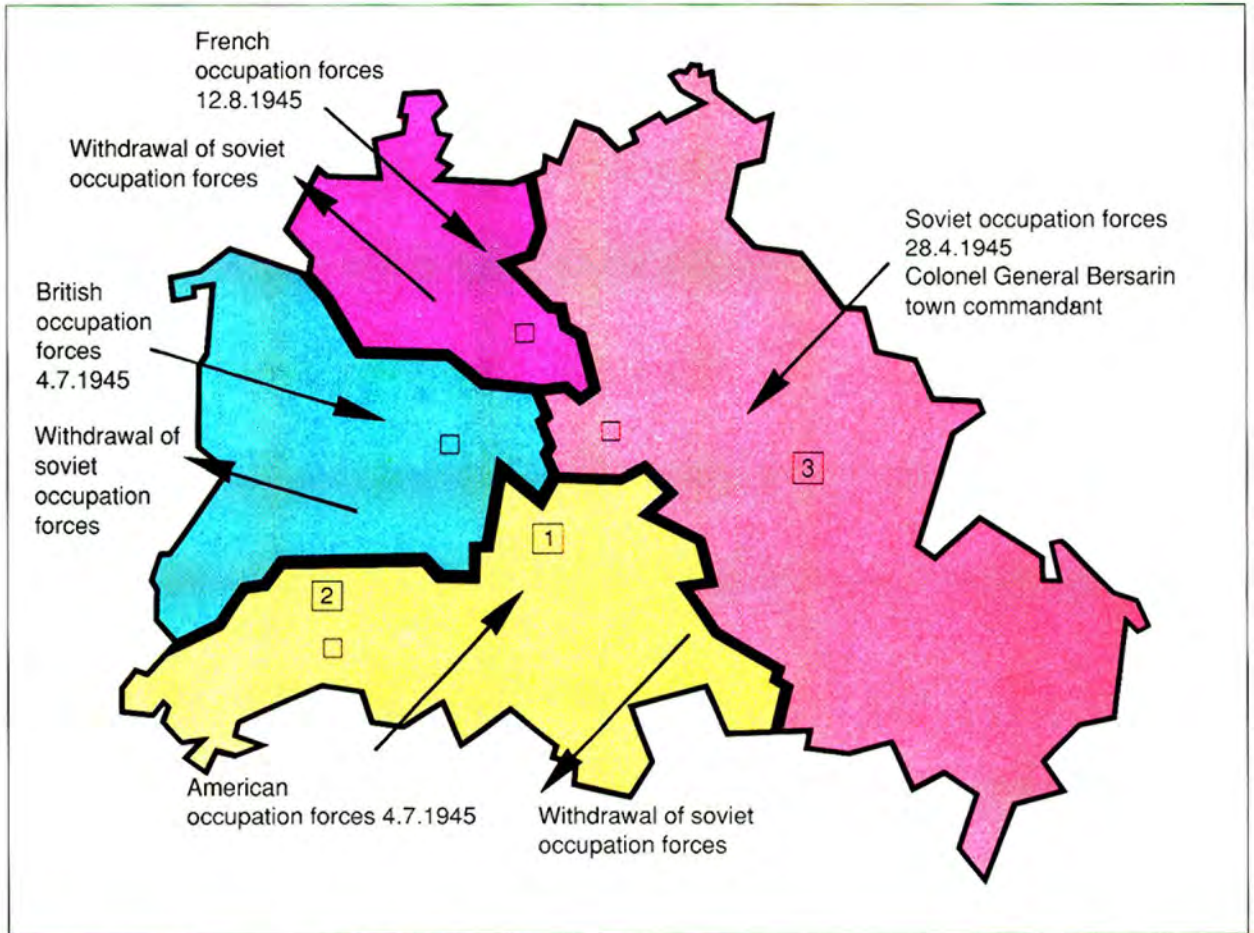 French
occupation forces
12.8.1945
Withdrawal of soviet
occupation forces
Soviet occupation forces
28.4.1945
Colonel General Bersarin
town commandant
British
occupation
forces
4.7.1945
Withdrawal of
soviet
occupation
forces
3
1
2
American
occupation forces 4.7.1945
Withdrawal of soviet
occupation forces